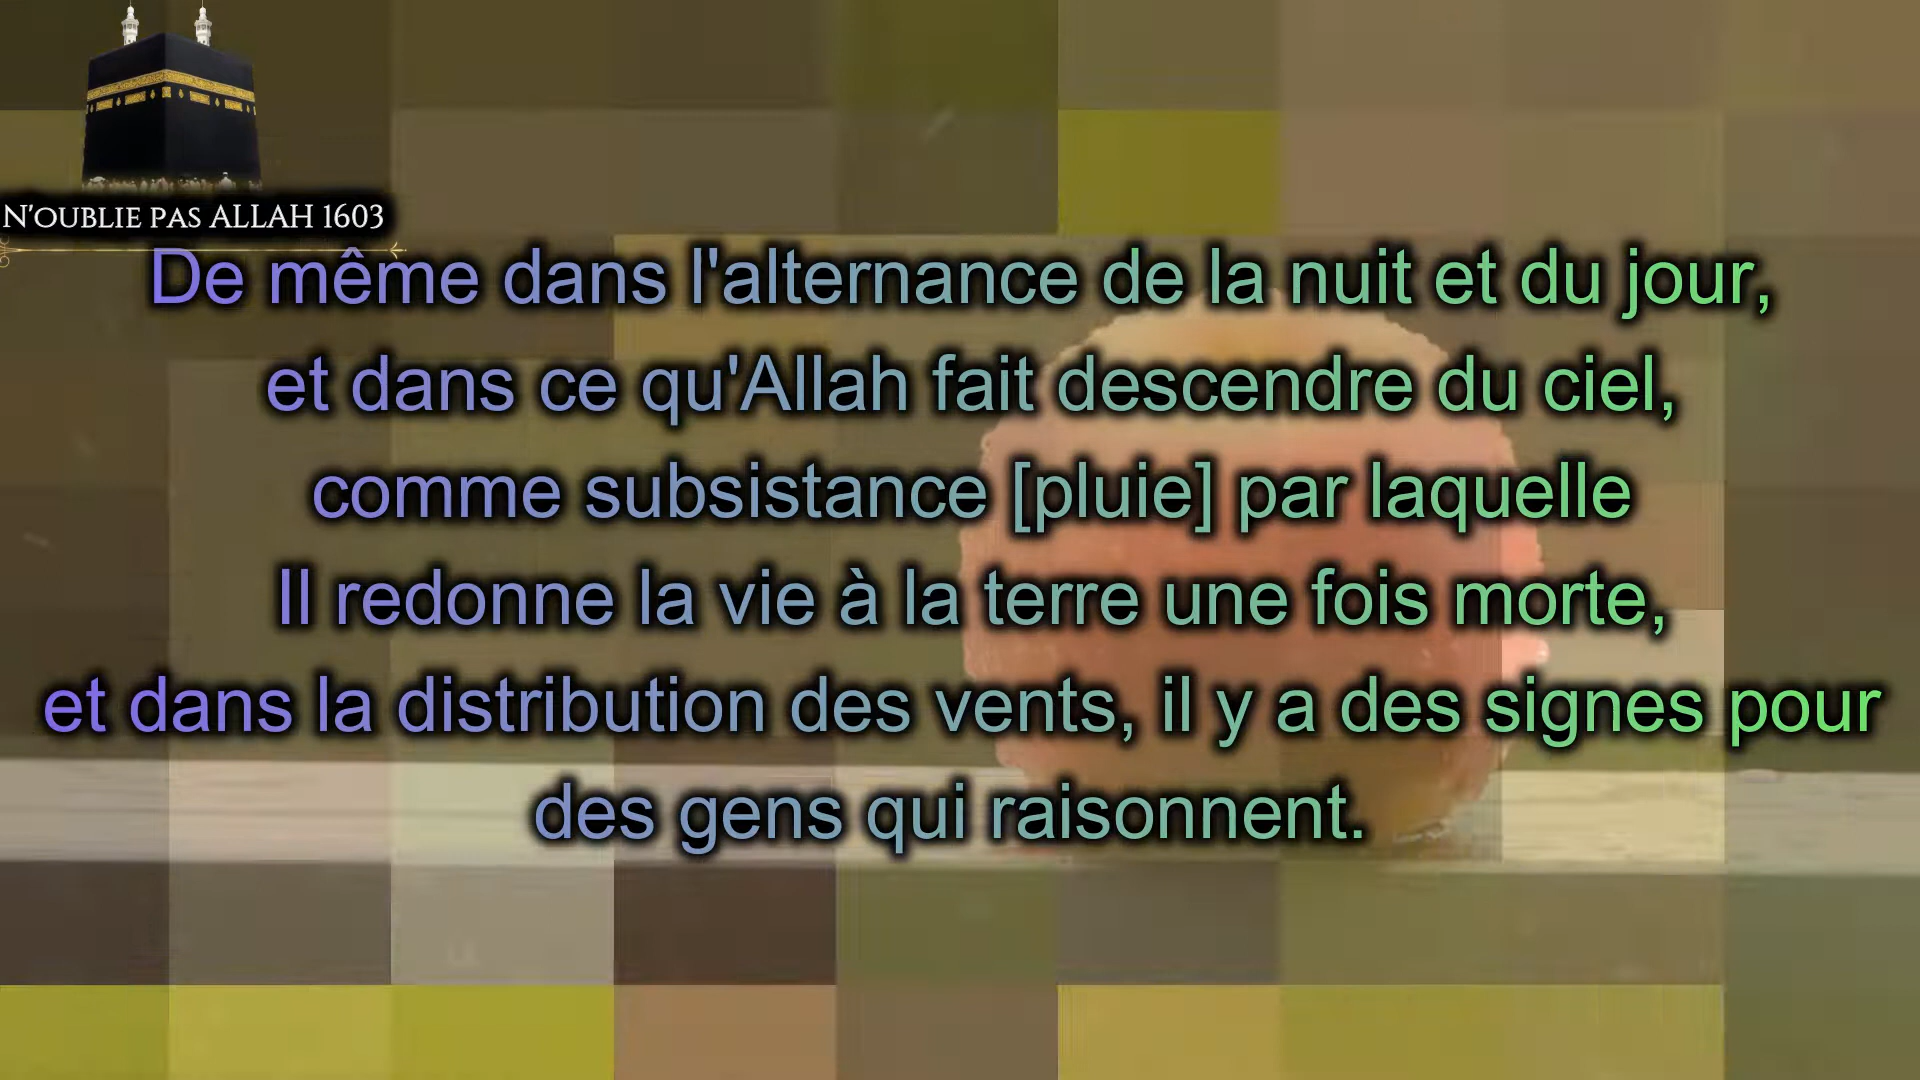 N'OUBLIE PAS ALLAH 1603
De même dans l'alternance de la nuit et du jour,
et dans ce qu'Allah fait descendre du ciel,
comme subsistance [pluie] par laquelle
Il redonne la vie à la terre une fois morte,
et dans la distribution des vents, il y a des signes pour
des gens qui raisonnent.